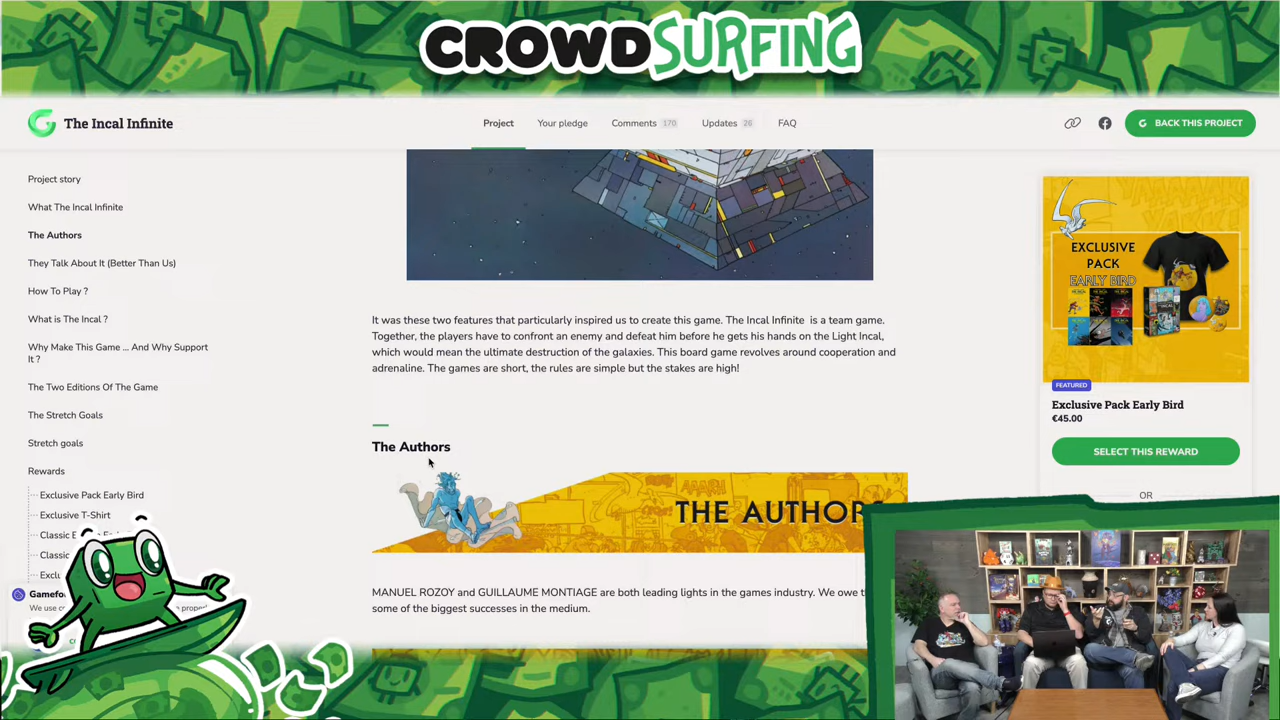 CROWDSURFING
The Incal Infinite
Project
Your pledge
Comments 170
Updates 26
FAQ
BACK THIS PROJECT
Project story
What The Incal Infinite
The Authors
They Talk About It (Better Than Us)
How To Play ?
What is The Incal ?
Why Make This Game ... And Why Support
It ?
The Two Editions Of The Game
The Stretch Goals
Stretch goals
Rewards
Exclusive Pack Early Bird
Exclusive T-Shirt
Classic E
Classic
Exclu
Gamefo
We use co
It was these two features that particularly inspired us to create this game. The Incal Infinite is a team game.
Together, the players have to confront an enemy and defeat him before he gets his hands on the Light Incal,
which would mean the ultimate destruction of the galaxies. This board game revolves around cooperation and
adrenaline. The games are short, the rules are simple but the stakes are high!
The Authors
THE AUTHORS
MANUEL ROZOY and GUILLAUME MONTIAGE are both leading lights in the games industry. We owe t
some of the biggest successes in the medium.
EXCLUSIVE
PACK
EARLY BIRD
FEATURED
Exclusive Pack Early Bird
€45.00
SELECT THIS REWARD
OR